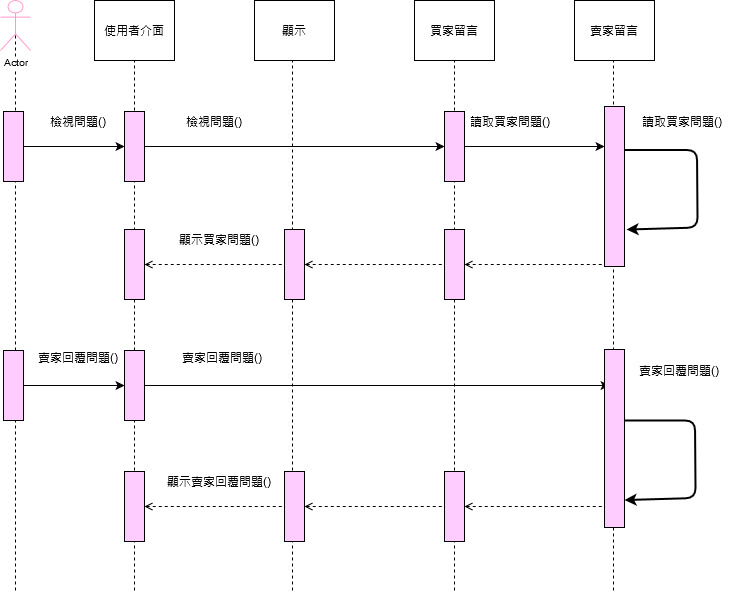 使用者介面
顯示
買家留言
賣家留言
Actor
檢視問題()
檢視問題()
讀取買家問題()
讀取買家問題()
顯示買家問題()
賣家回覆問題()
賣家回覆問題()
賣家回覆問題()
顯示賣家回覆問題()